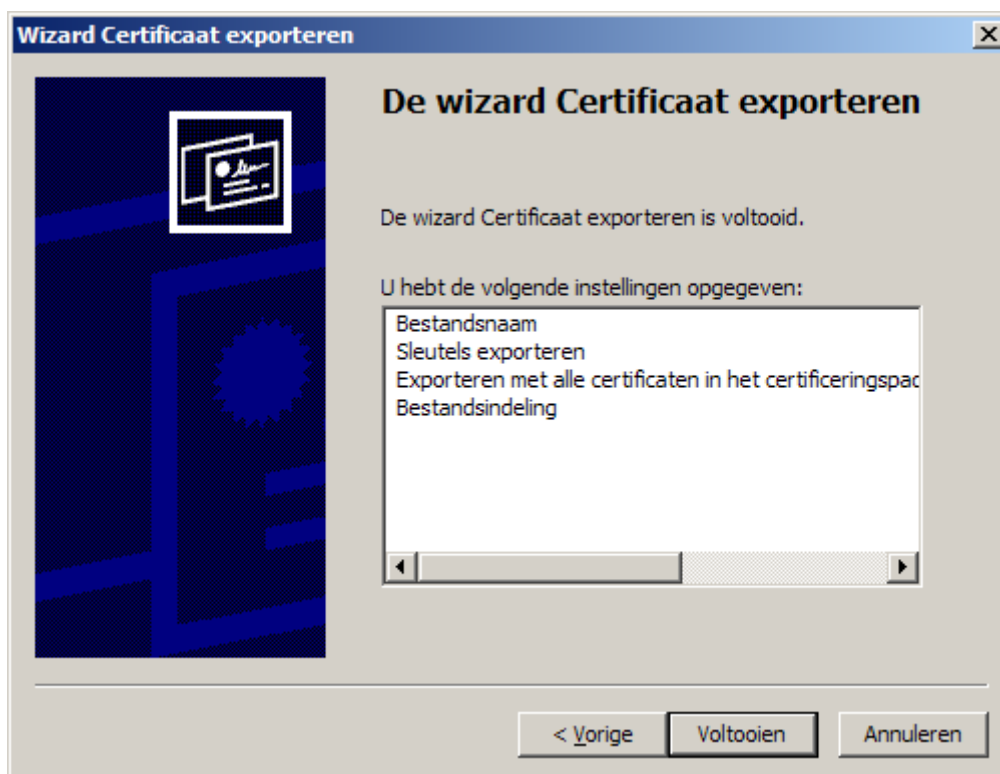 Wizard Certificaat exporteren
De wizard Certificaat exporteren
De wizard Certificaat exporteren is voltooid.
U hebt de volgende instellingen opgegeven:
Bestandsnaam
Sleutels exporteren
Exporteren met alle certificaten in het certificeringspad
Bestandsindeling
< Vorige
Voltooien
Annuleren